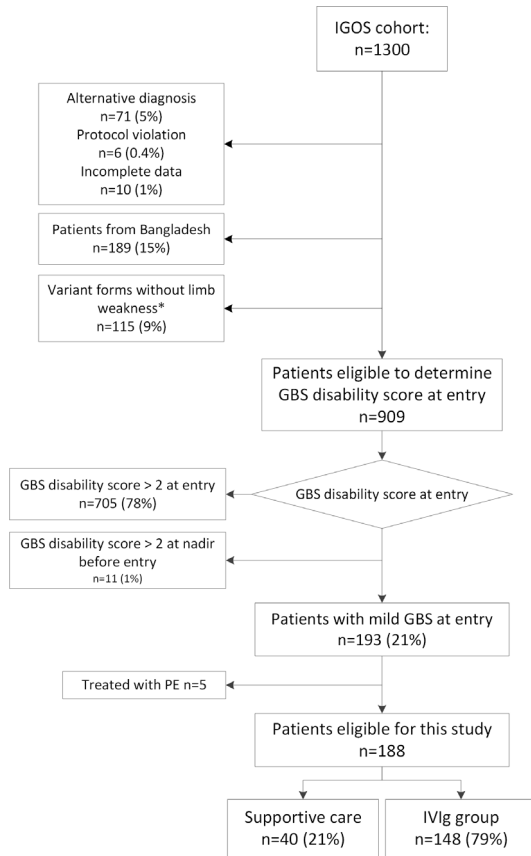 IGOS cohort:
n=1300
Alternative diagnosis
n=71 (5%)
Protocol violation
n=6 (0.4%)
Incomplete data
n=10 (1%)
Patients from Bangladesh
n=189 (15%)
Variant forms without limb
weakness*
n=115 (9%)
Patients eligible to determine
GBS disability score at entry
n=909
GBS disability score at entry
GBS disability score > 2 at entry
n=705 (78%)
GBS disability score > 2 at nadir
before entry
n=11 (1%)
Patients with mild GBS at entry
n=193 (21%)
Treated with PE n=5
Patients eligible for this study
n=188
Supportive care
n=40 (21%)
IVIg group
n=148 (79%)